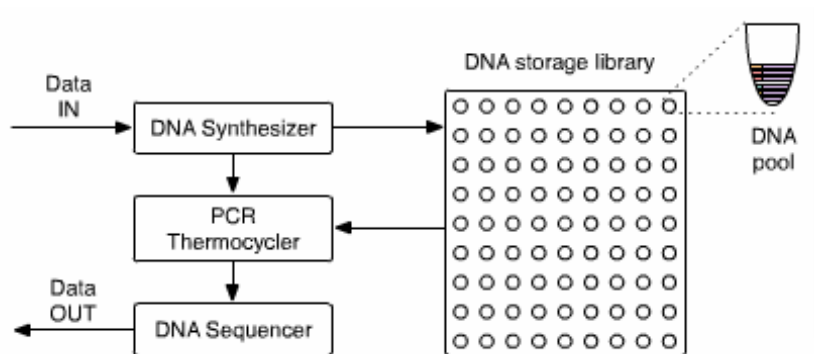 DNA storage library
Data
IN
DNA Synthesizer
DNA
pool
PCR
Thermocycler
Data
OUT
DNA Sequencer